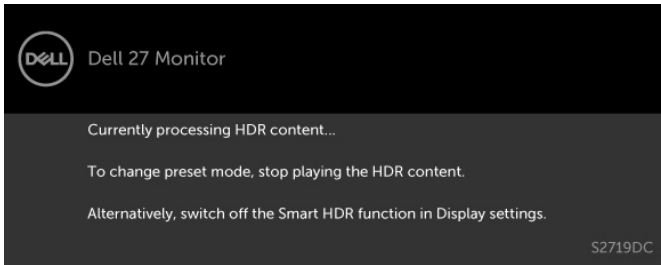 DELL
Dell 27 Monitor
Currently processing HDR content...
To change preset mode, stop playing the HDR content.
Alternatively, switch off the Smart HDR function in Display settings.
S2719DC